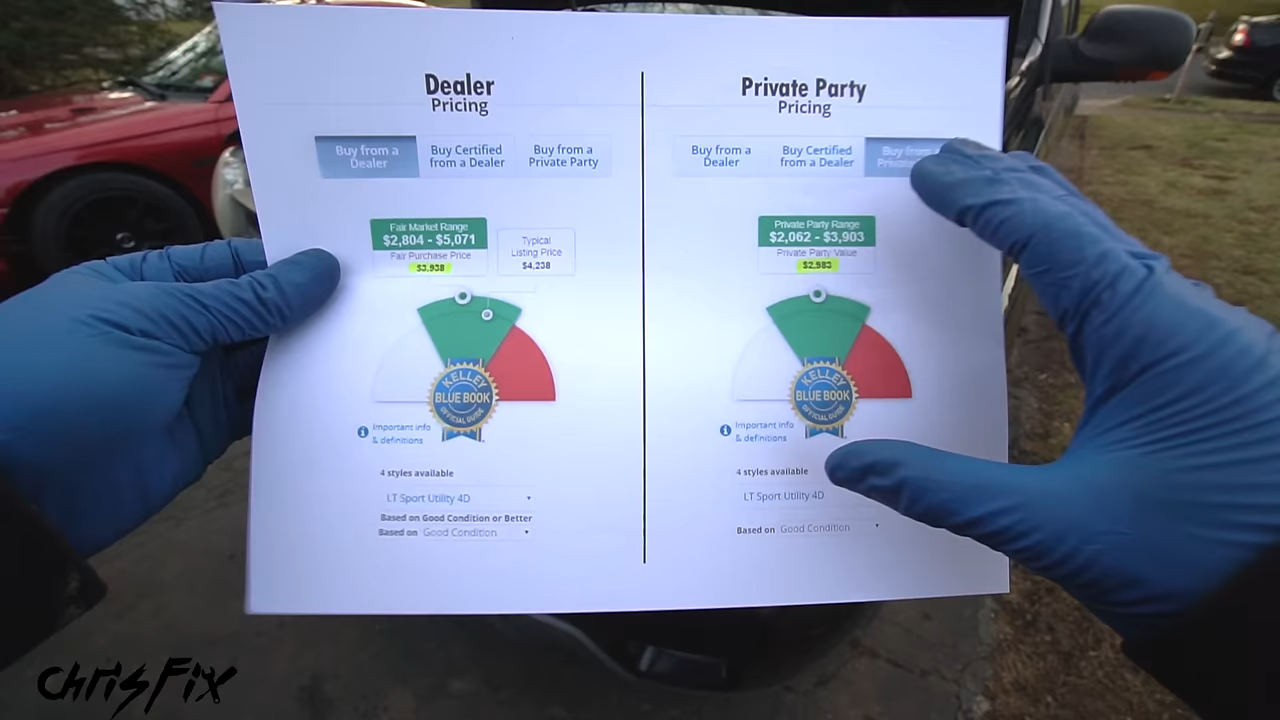 Dealer
Pricing
Buy from a
Dealer
Buy Certified
from a Dealer
Buy from a
Private Party
Fair Market Range
$2,804 - $5,071
Fair Purchase Price
$3,938
Typical
Listing Price
$4,238
KELLEY
BLUE BOOK
OFFICIAL GUIDE
Important info
& definitions
4 styles available
LT Sport Utility 4D
Based on Good Condition or Better
Based on Good Condition
Private Party
Pricing
Buy from a
Dealer
Buy Certified
from a Dealer
Buy from a
Private
Private Party Range
$2,062 - $3,903
Private Party Value
$2,983
KELLEY
BLUE BOOK
OFFICIAL GUIDE
Important info
& definitions
4 styles available
LT Sport Utility 4D
Based on Good Condition
ChrisFix